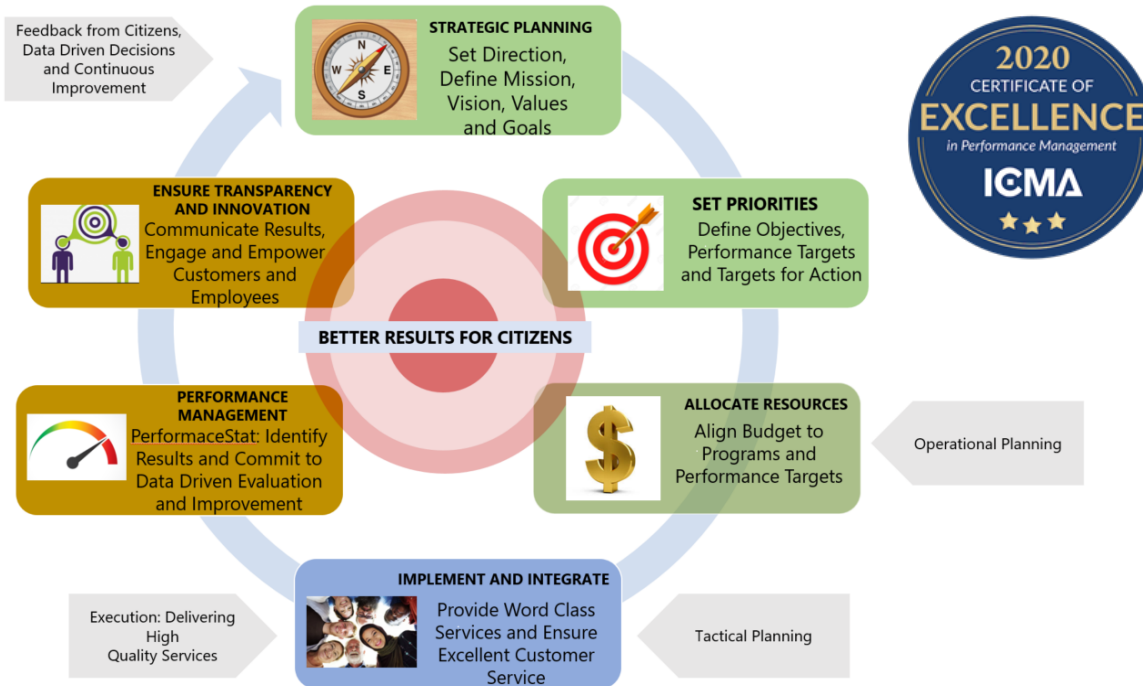 Feedback from Citizens,
Data Driven Decisions
and Continuous
Improvement
STRATEGIC PLANNING
Set Direction,
Define Mission,
Vision, Values
and Goals
N
W
E
S
2020
CERTIFICATE OF
EXCELLENCE
in Performance Management
ICMA
ENSURE TRANSPARENCY
AND INNOVATION
Communicate Results,
Engage and Empower
Customers and
Employees
SET PRIORITIES
Define Objectives,
Performance Targets
and Targets for Action
BETTER RESULTS FOR CITIZENS
PERFORMANCE
MANAGEMENT
PerformaceStat: Identify
Results and Commit to
Data Driven Evaluation
and Improvement
ALLOCATE RESOURCES
Align Budget to
Programs and
Performance Targets
$
Operational Planning
IMPLEMENT AND INTEGRATE
Provide Word Class
Services and Ensure
Excellent Customer
Service
Execution: Delivering
High
Quality Services
Tactical Planning